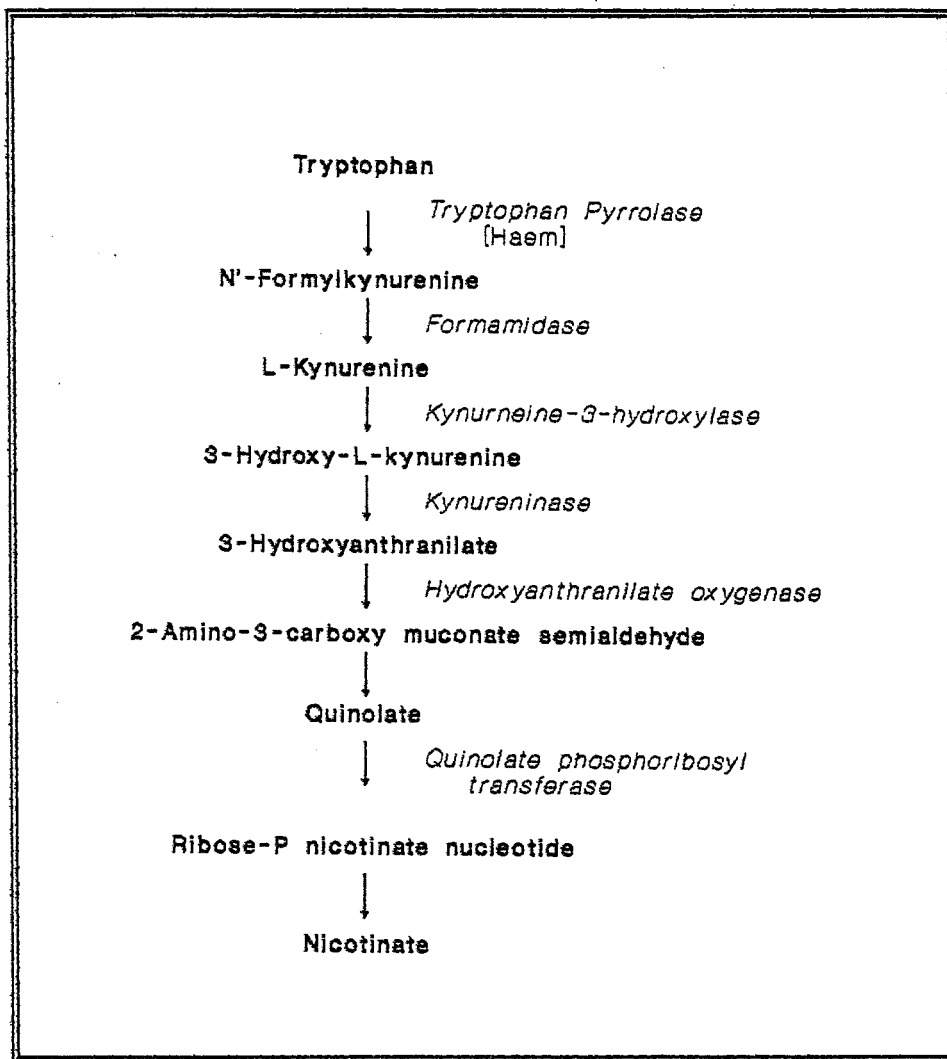 Tryptophan
Tryptophan Pyrrolase
[Haem]
N'-Formylkynurenine
Formamidase
L-Kynurenine
Kynurneine-3-hydroxylase
3-Hydroxy-L-kynurenine
Kynureninase
3-Hydroxyanthranilate
Hydroxyanthranilate oxygenase
2-Amino-3-carboxy muconate semialdehyde
Quinolate
Quinolate phosphoribosyl
transferase
Ribose-P nicotinate nucleotide
Nicotinate